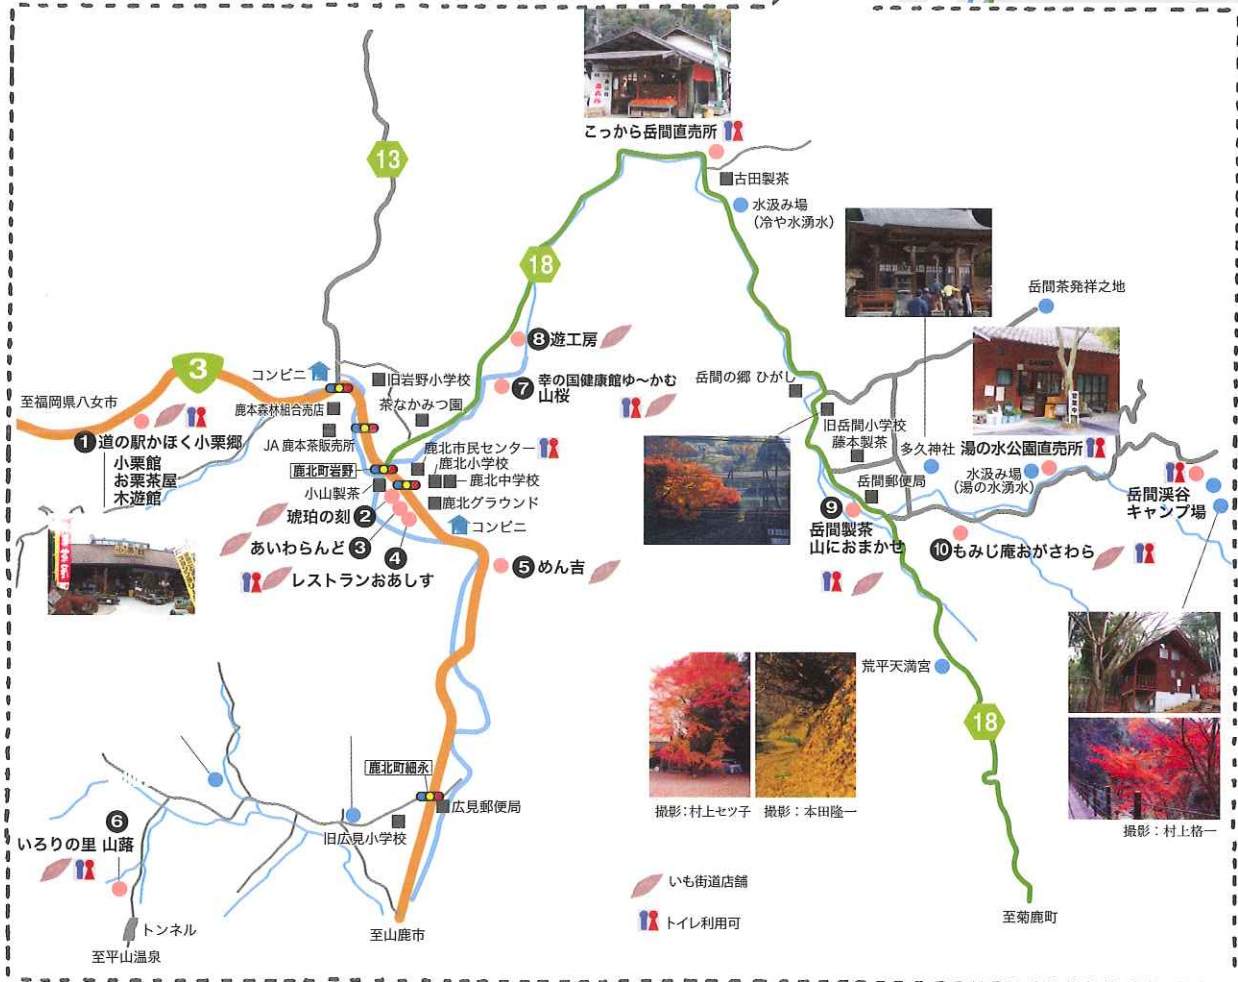 こっから岳間直売所
13
古田製茶
水汲み場
（冷や水湧水）
18
岳間茶発祥之地
8 遊工房
コンビニ
旧岩野小学校
3
至福岡県八女市
鹿本森林組合売店
茶なかみつ園
7 幸の国健康館ゆ〜かむ
山桜
岳間の郷 ひがし
旧岳間小学校
藤本製茶
多久神社
湯の水公園直売所
1 道の駅かほく小栗郷
小栗館
お栗茶屋
木遊館
JA 鹿本茶販売所
鹿北市民センター
鹿北町岩野
鹿北小学校
鹿北中学校
小山製茶
鹿北グラウンド
水汲み場
（湯の水湧水）
岳間郵便局
岳間渓谷
キャンプ場
琥珀の刻 2
コンビニ
9
岳間製茶
山におまかせ
あいわらんど 3
4
レストランおあしす
5 めん吉
10 もみじ庵おがさわら
荒平天満宮
18
鹿北町細永
広見郵便局
旧広見小学校
撮影：村上セツ子
撮影：本田隆一
撮影：村上格一
6
いろりの里 山蕗
いも街道店舗
トイレ利用可
トンネル
至平山温泉
至山鹿市
至菊鹿町